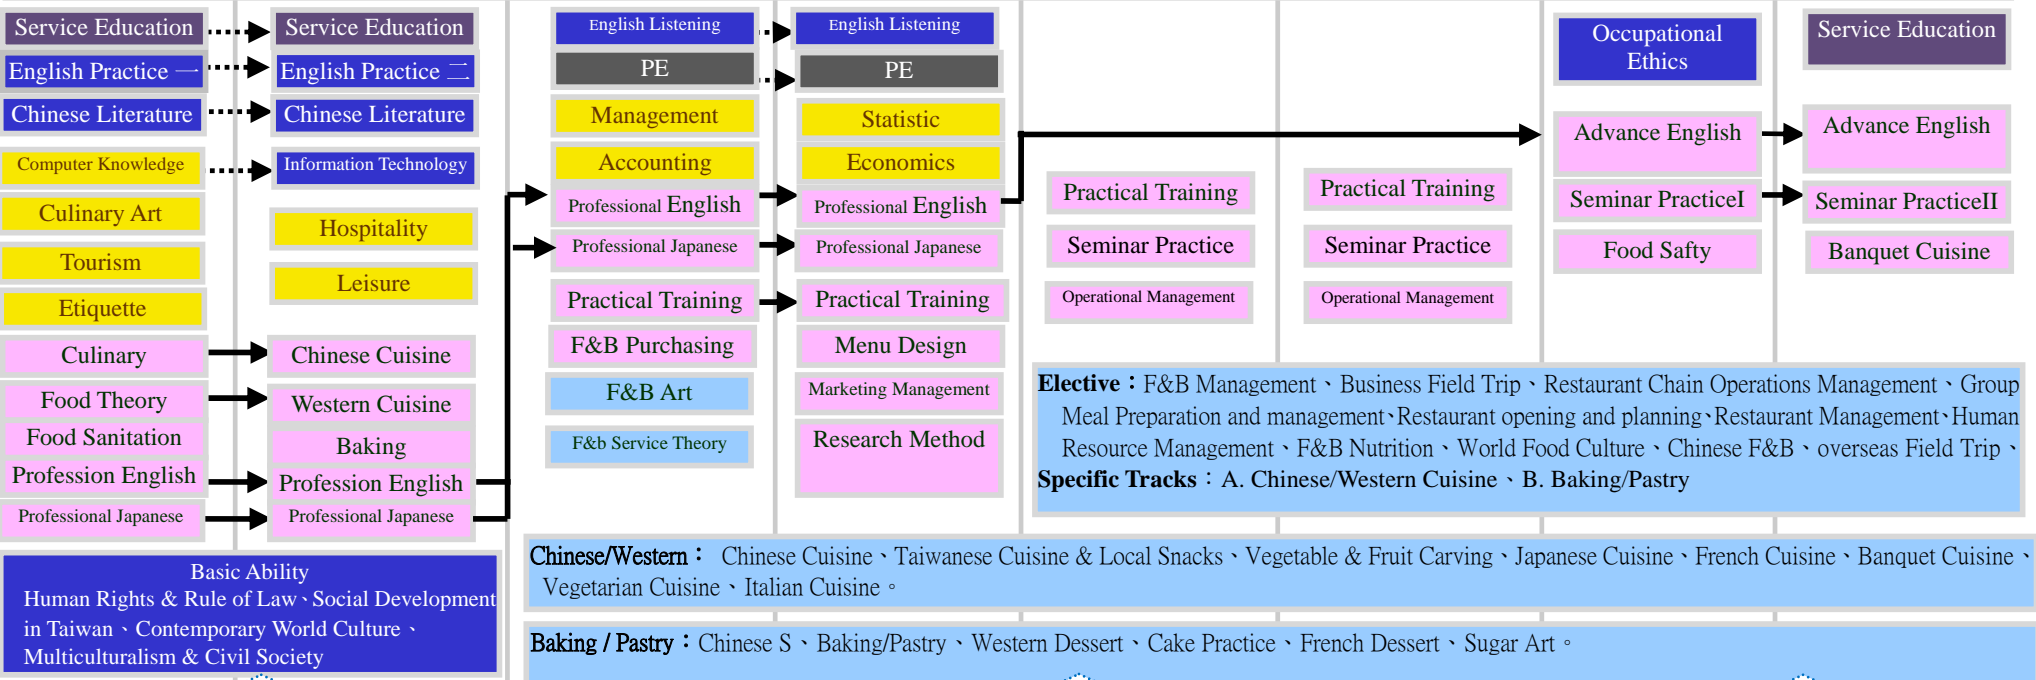 Service Education
English Practice 一
Chinese Literature
Computer Knowledge
Culinary Art
Tourism
Etiquette
Culinary
Food Theory
Food Sanitation
Profession English
Professional Japanese
Service Education
English Practice 二
Chinese Literature
Information Technology
Hospitality
Leisure
Chinese Cuisine
Western Cuisine
Baking
Profession English
Professional Japanese
Basic Ability
Human Rights & Rule of Law、Social Development
in Taiwan、Contemporary World Culture、
Multiculturalism & Civil Society
English Listening
PE
Management
Accounting
Professional English
Professional Japanese
Practical Training
F&B Purchasing
F&B Art
F&b Service Theory
English Listening
PE
Statistic
Economics
Professional English
Professional Japanese
Practical Training
Menu Design
Marketing Management
Research Method
Practical Training
Seminar Practice
Operational Management
Practical Training
Seminar Practice
Operational Management
Occupational
Ethics
Advance English
Seminar PracticeI
Food Safty
Service Education
Advance English
Seminar PracticeII
Banquet Cuisine
Elective：F&B Management、Business Field Trip、Restaurant Chain Operations Management、Group
Meal Preparation and management、Restaurant opening and planning、Restaurant Management、Human
Resource Management、F&B Nutrition、World Food Culture、Chinese F&B、overseas Field Trip、
Specific Tracks：A. Chinese/Western Cuisine、B. Baking/Pastry
Chinese/Western： Chinese Cuisine、Taiwanese Cuisine & Local Snacks、Vegetable & Fruit Carving、Japanese Cuisine、French Cuisine、Banquet Cuisine、
Vegetarian Cuisine、Italian Cuisine。
Baking / Pastry：Chinese S、Baking/Pastry、Western Dessert、Cake Practice、French Dessert、Sugar Art。